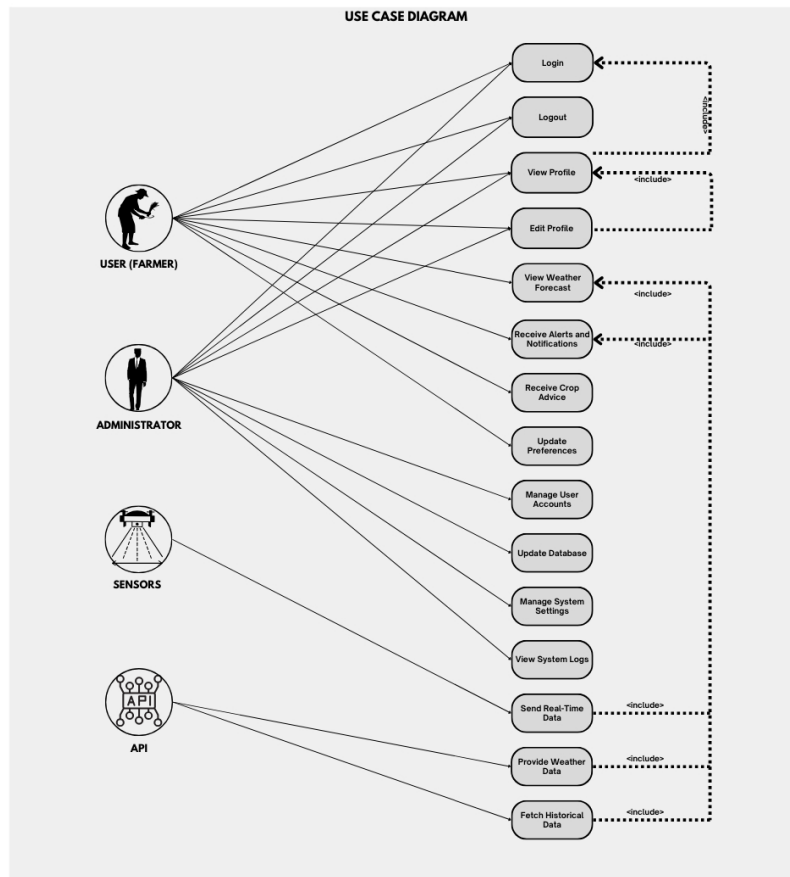 USE CASE DIAGRAM
Login
<include>
Logout
View Profile
<include>
Edit Profile
USER (FARMER)
View Weather
Forecast
<include>
Receive Alerts and
Notifications
<include>
Receive Crop
Advice
ADMINISTRATOR
Update
Preferences
Manage User
Accounts
Update Database
SENSORS
Manage System
Settings
View System Logs
API
Send Real-Time
Data
<include>
API
Provide Weather
Data
<include>
Fetch Historical
Data
<include>